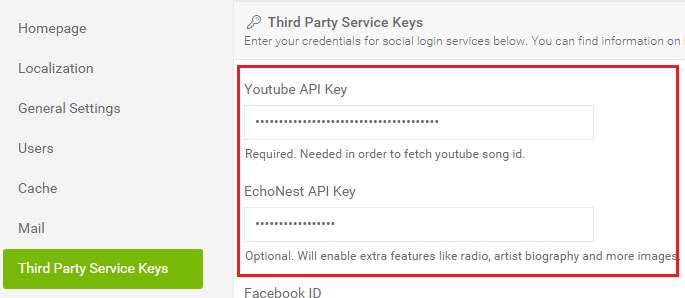 Homepage
Localization
General Settings
Users
Cache
Mail
Third Party Service Keys
Third Party Service Keys
Enter your credentials for social login services below. You can find information on
Youtube API Key
•••••••••••••••••••••••••••••••••••••••
Required. Needed in order to fetch youtube song id.
EchoNest API Key
•••••••••••••••••
Optional. Will enable extra features like radio, artist biography and more images.
Facebook ID